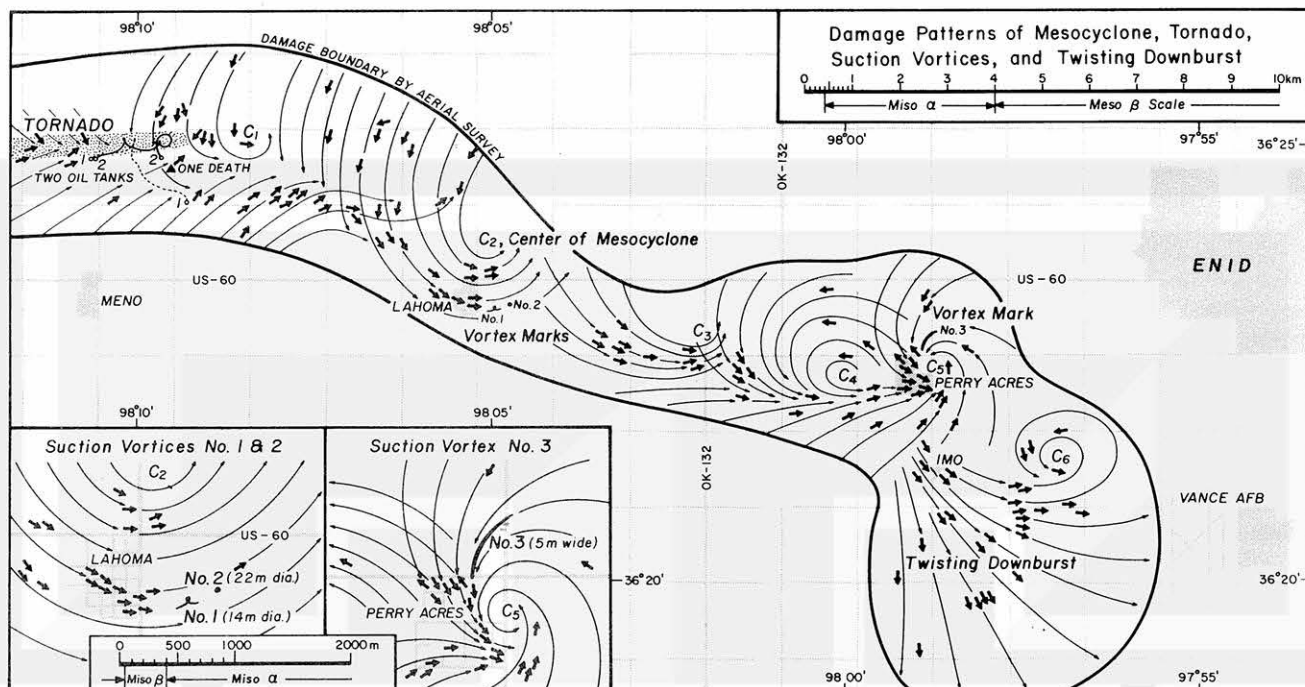 98°10'
98°05'
Damage Patterns of Mesocyclone, Tornado,
Suction Vortices, and Twisting Downburst
0 1 2 3 4 5 6 7 8 9 10km
Miso α
Meso β Scale
DAMAGE BOUNDARY BY AERIAL SURVEY
TORNADO
C1
98°00'
97°55'
36°25'
1
2
2
ONE DEATH
TWO OIL TANKS
1
OK-132
C2, Center of Mesocyclone
US-60
US-60
ENID
MENO
LAHOMA
No.1
No.2
Vortex Marks
Vortex Mark
No.3
C3
C4
C5
PERRY ACRES
98°10'
98°05'
Suction Vortices No. 1 & 2
Suction Vortex No. 3
C2
OK-132
IMO
C6
VANCE AFB
US-60
LAHOMA
No.2 (22m dia.)
No.1 (14m dia.)
No.3 (5m wide)
PERRY ACRES
C5
36°20'
Twisting Downburst
36°20'
0 500 1000 2000m
Miso β
Miso α
98°00'
97°55'